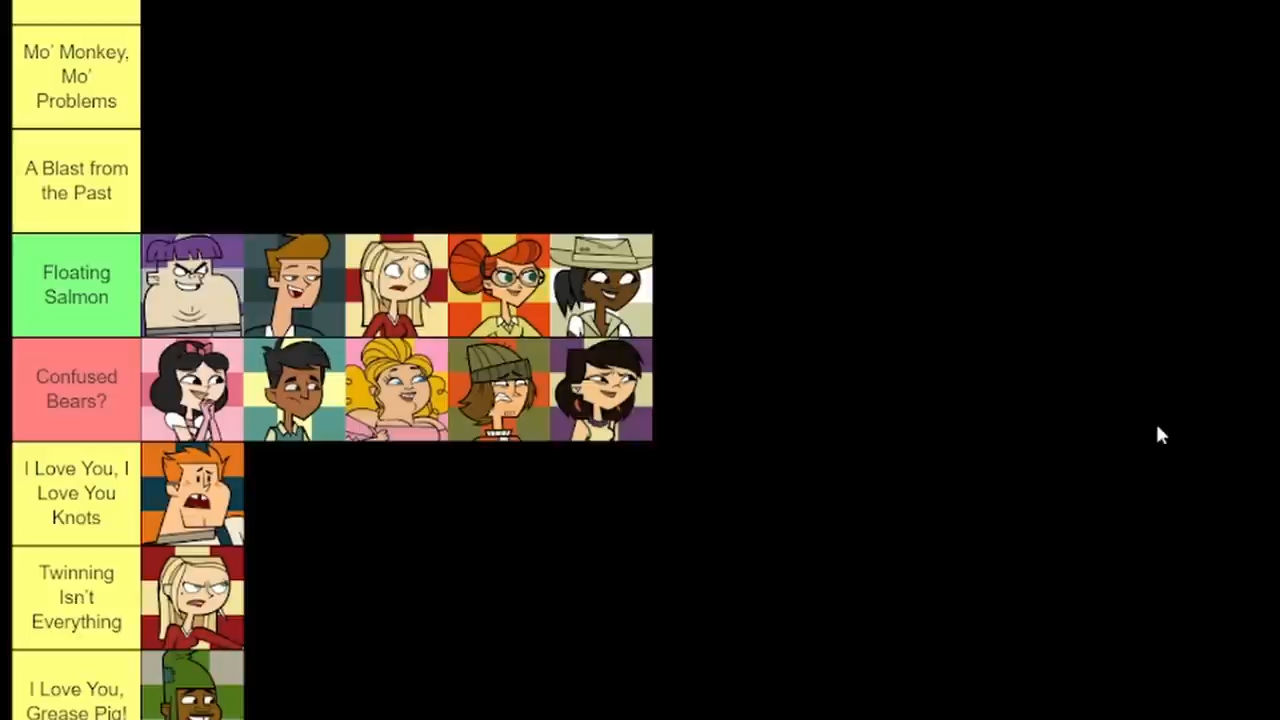 Mo' Monkey,
Mo'
Problems
A Blast from
the Past
Floating
Salmon
Confused
Bears?
I Love You, I
Love You
Knots
Twinning
Isn't
Everything
I Love You,
Grease Pig!